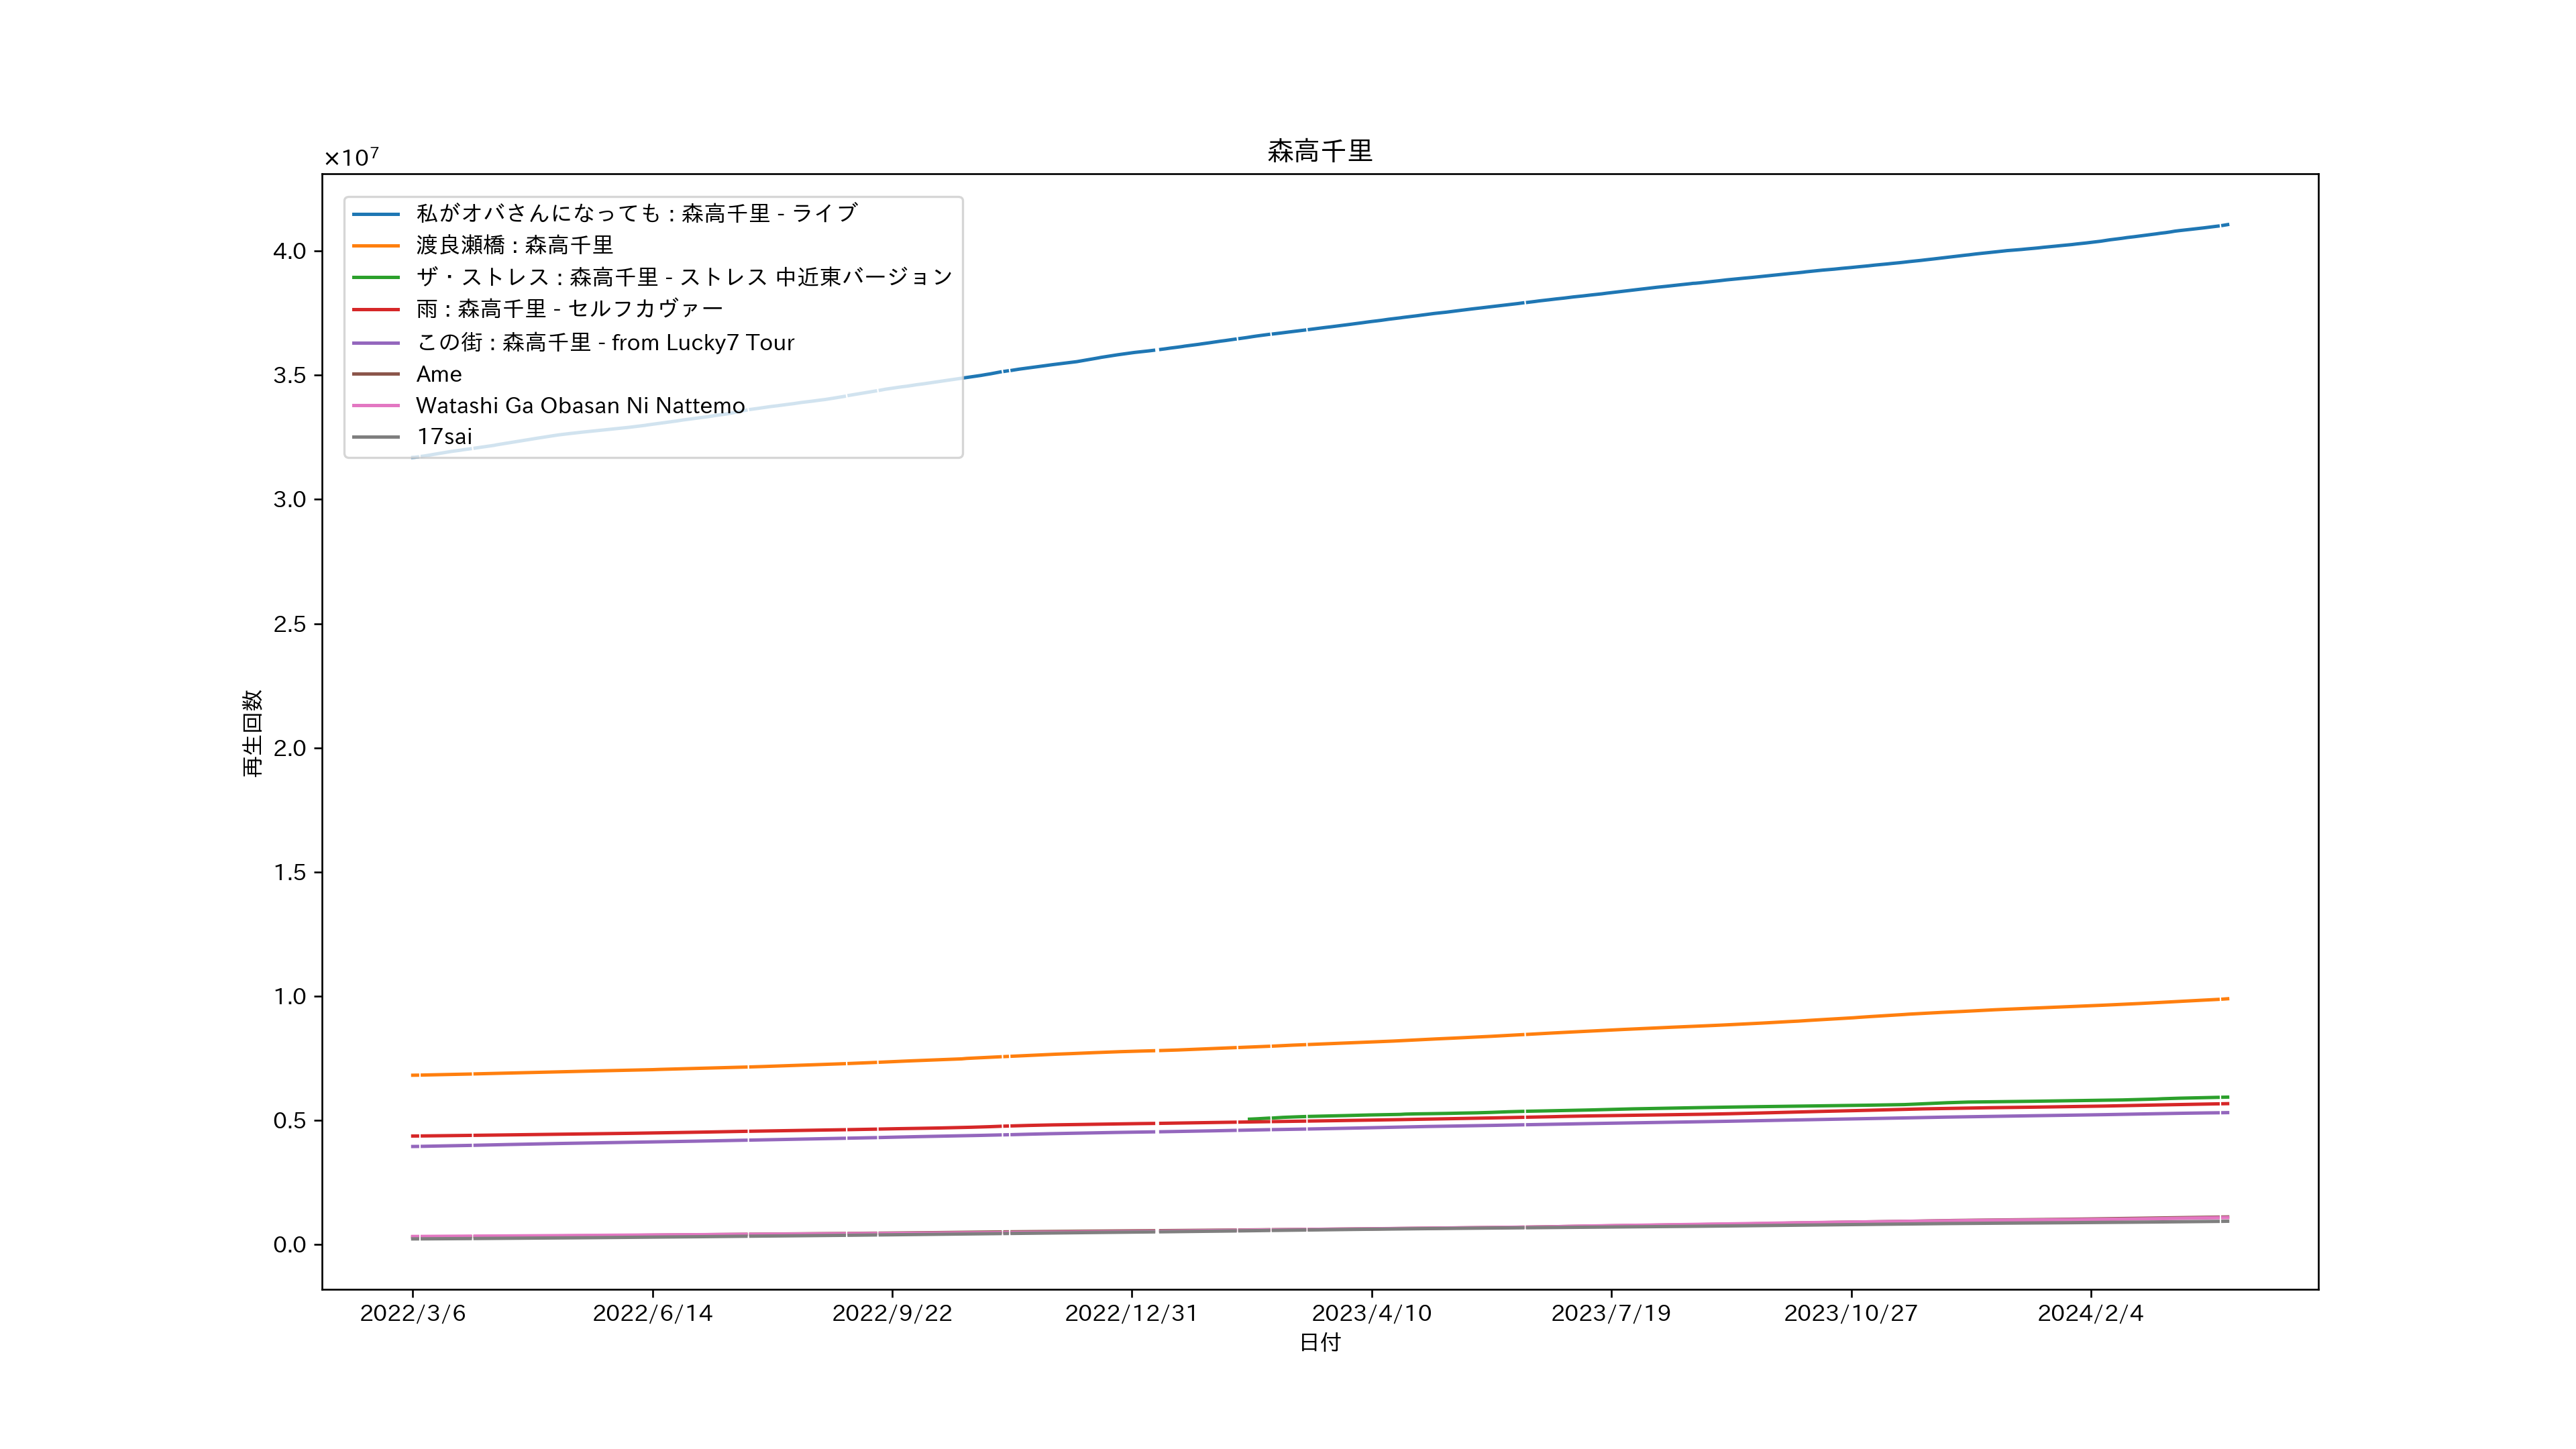 森高千里
×10⁷
私がオバさんになっても : 森高千里 - ライブ
渡良瀬橋 : 森高千里
ザ・ストレス : 森高千里 - ストレス 中近東バージョン
雨 : 森高千里 - セルフカヴァー
この街 : 森高千里 - from Lucky7 Tour
Ame
Watashi Ga Obasan Ni Nattemo
17sai
4.0
3.5
3.0
2.5
2.0
1.5
1.0
0.5
0.0
再生回数
2022/3/6 2022/6/14 2022/9/22 2022/12/31 2023/4/10 2023/7/19 2023/10/27 2024/2/4
日付